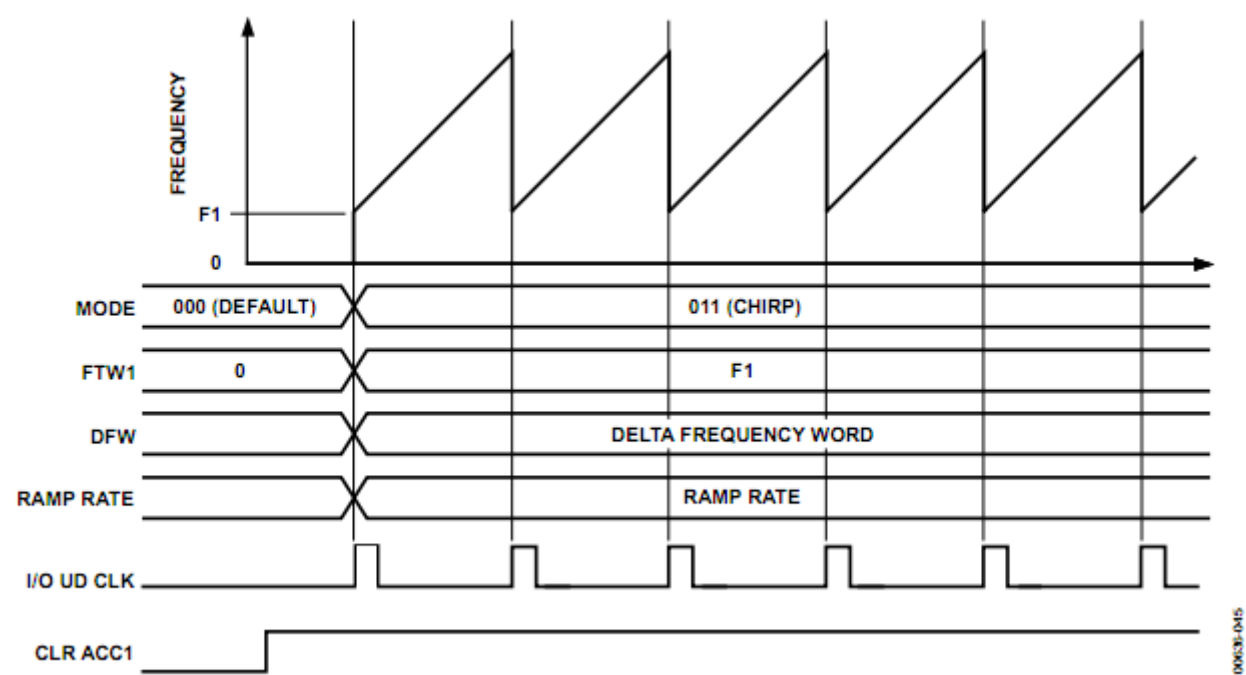 FREQUENCY
F1
0
MODE 000 (DEFAULT) 011 (CHIRP)
FTW1 0 F1
DFW DELTA FREQUENCY WORD
RAMP RATE RAMP RATE
I/O UD CLK
CLR ACC1
00636-045